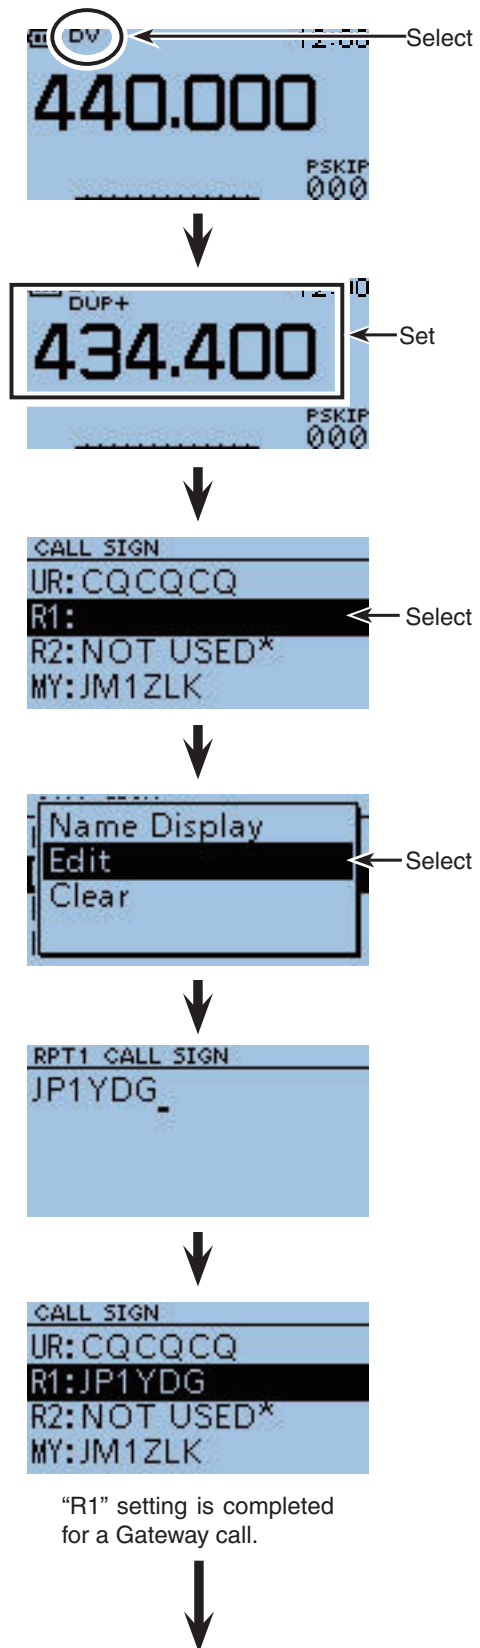 DV
Select
440.000
PSKIP
000
DUP+
434.400
Set
PSKIP
000
CALL SIGN
UR:CQCQCQ
R1:
Select
R2:NOT USED*
MY:JM1ZLK
Name Display
Edit
Select
Clear
RPT1 CALL SIGN
JP1YDG_
CALL SIGN
UR:CQCQCQ
R1:JP1YDG
R2:NOT USED*
MY:JM1ZLK
“R1” setting is completed
for a Gateway call.